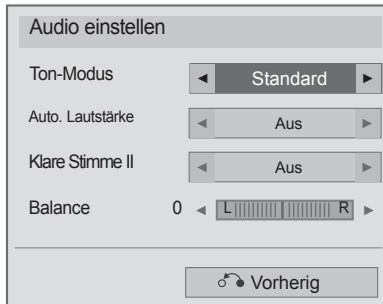 Audio einstellen
Ton-Modus ◄ Standard ►
Auto. Lautstärke ◄ Aus ►
Klare Stimme II ◄ Aus ►
Balance 0 ◄ L R ►
Vorherig